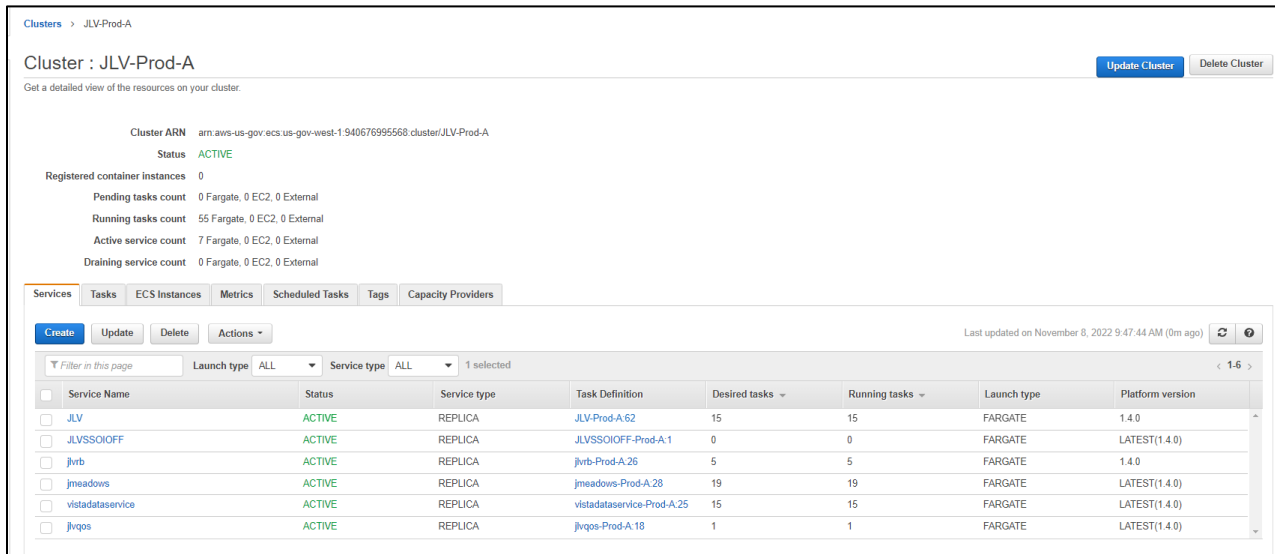 Clusters > JLV-Prod-A
Cluster : JLV-Prod-A
Update Cluster Delete Cluster
Get a detailed view of the resources on your cluster.
Cluster ARN arn:aws-us-gov:ecs:us-gov-west-1:940676995568:cluster/JLV-Prod-A
Status ACTIVE
Registered container instances 0
Pending tasks count 0 Fargate, 0 EC2, 0 External
Running tasks count 55 Fargate, 0 EC2, 0 External
Active service count 7 Fargate, 0 EC2, 0 External
Draining service count 0 Fargate, 0 EC2, 0 External
Services Tasks ECS Instances Metrics Scheduled Tasks Tags Capacity Providers
Create Update Delete Actions Last updated on November 8, 2022 9:47:44 AM (0m ago)
Filter in this page Launch type ALL Service type ALL 1 selected < 1-6 >
Service Name Status Service type Task Definition Desired tasks Running tasks Launch type Platform version
JLV ACTIVE REPLICA JLV-Prod-A:62 15 15 FARGATE 1.4.0
JLVSSOIOFF ACTIVE REPLICA JLVSSOIOFF-Prod-A:1 0 0 FARGATE LATEST(1.4.0)
jlvrb ACTIVE REPLICA jlvrb-Prod-A:26 5 5 FARGATE 1.4.0
jmeadows ACTIVE REPLICA jmeadows-Prod-A:28 19 19 FARGATE LATEST(1.4.0)
vistadataservice ACTIVE REPLICA vistadataservice-Prod-A:25 15 15 FARGATE LATEST(1.4.0)
jlvqos ACTIVE REPLICA jlvqos-Prod-A:18 1 1 FARGATE LATEST(1.4.0)